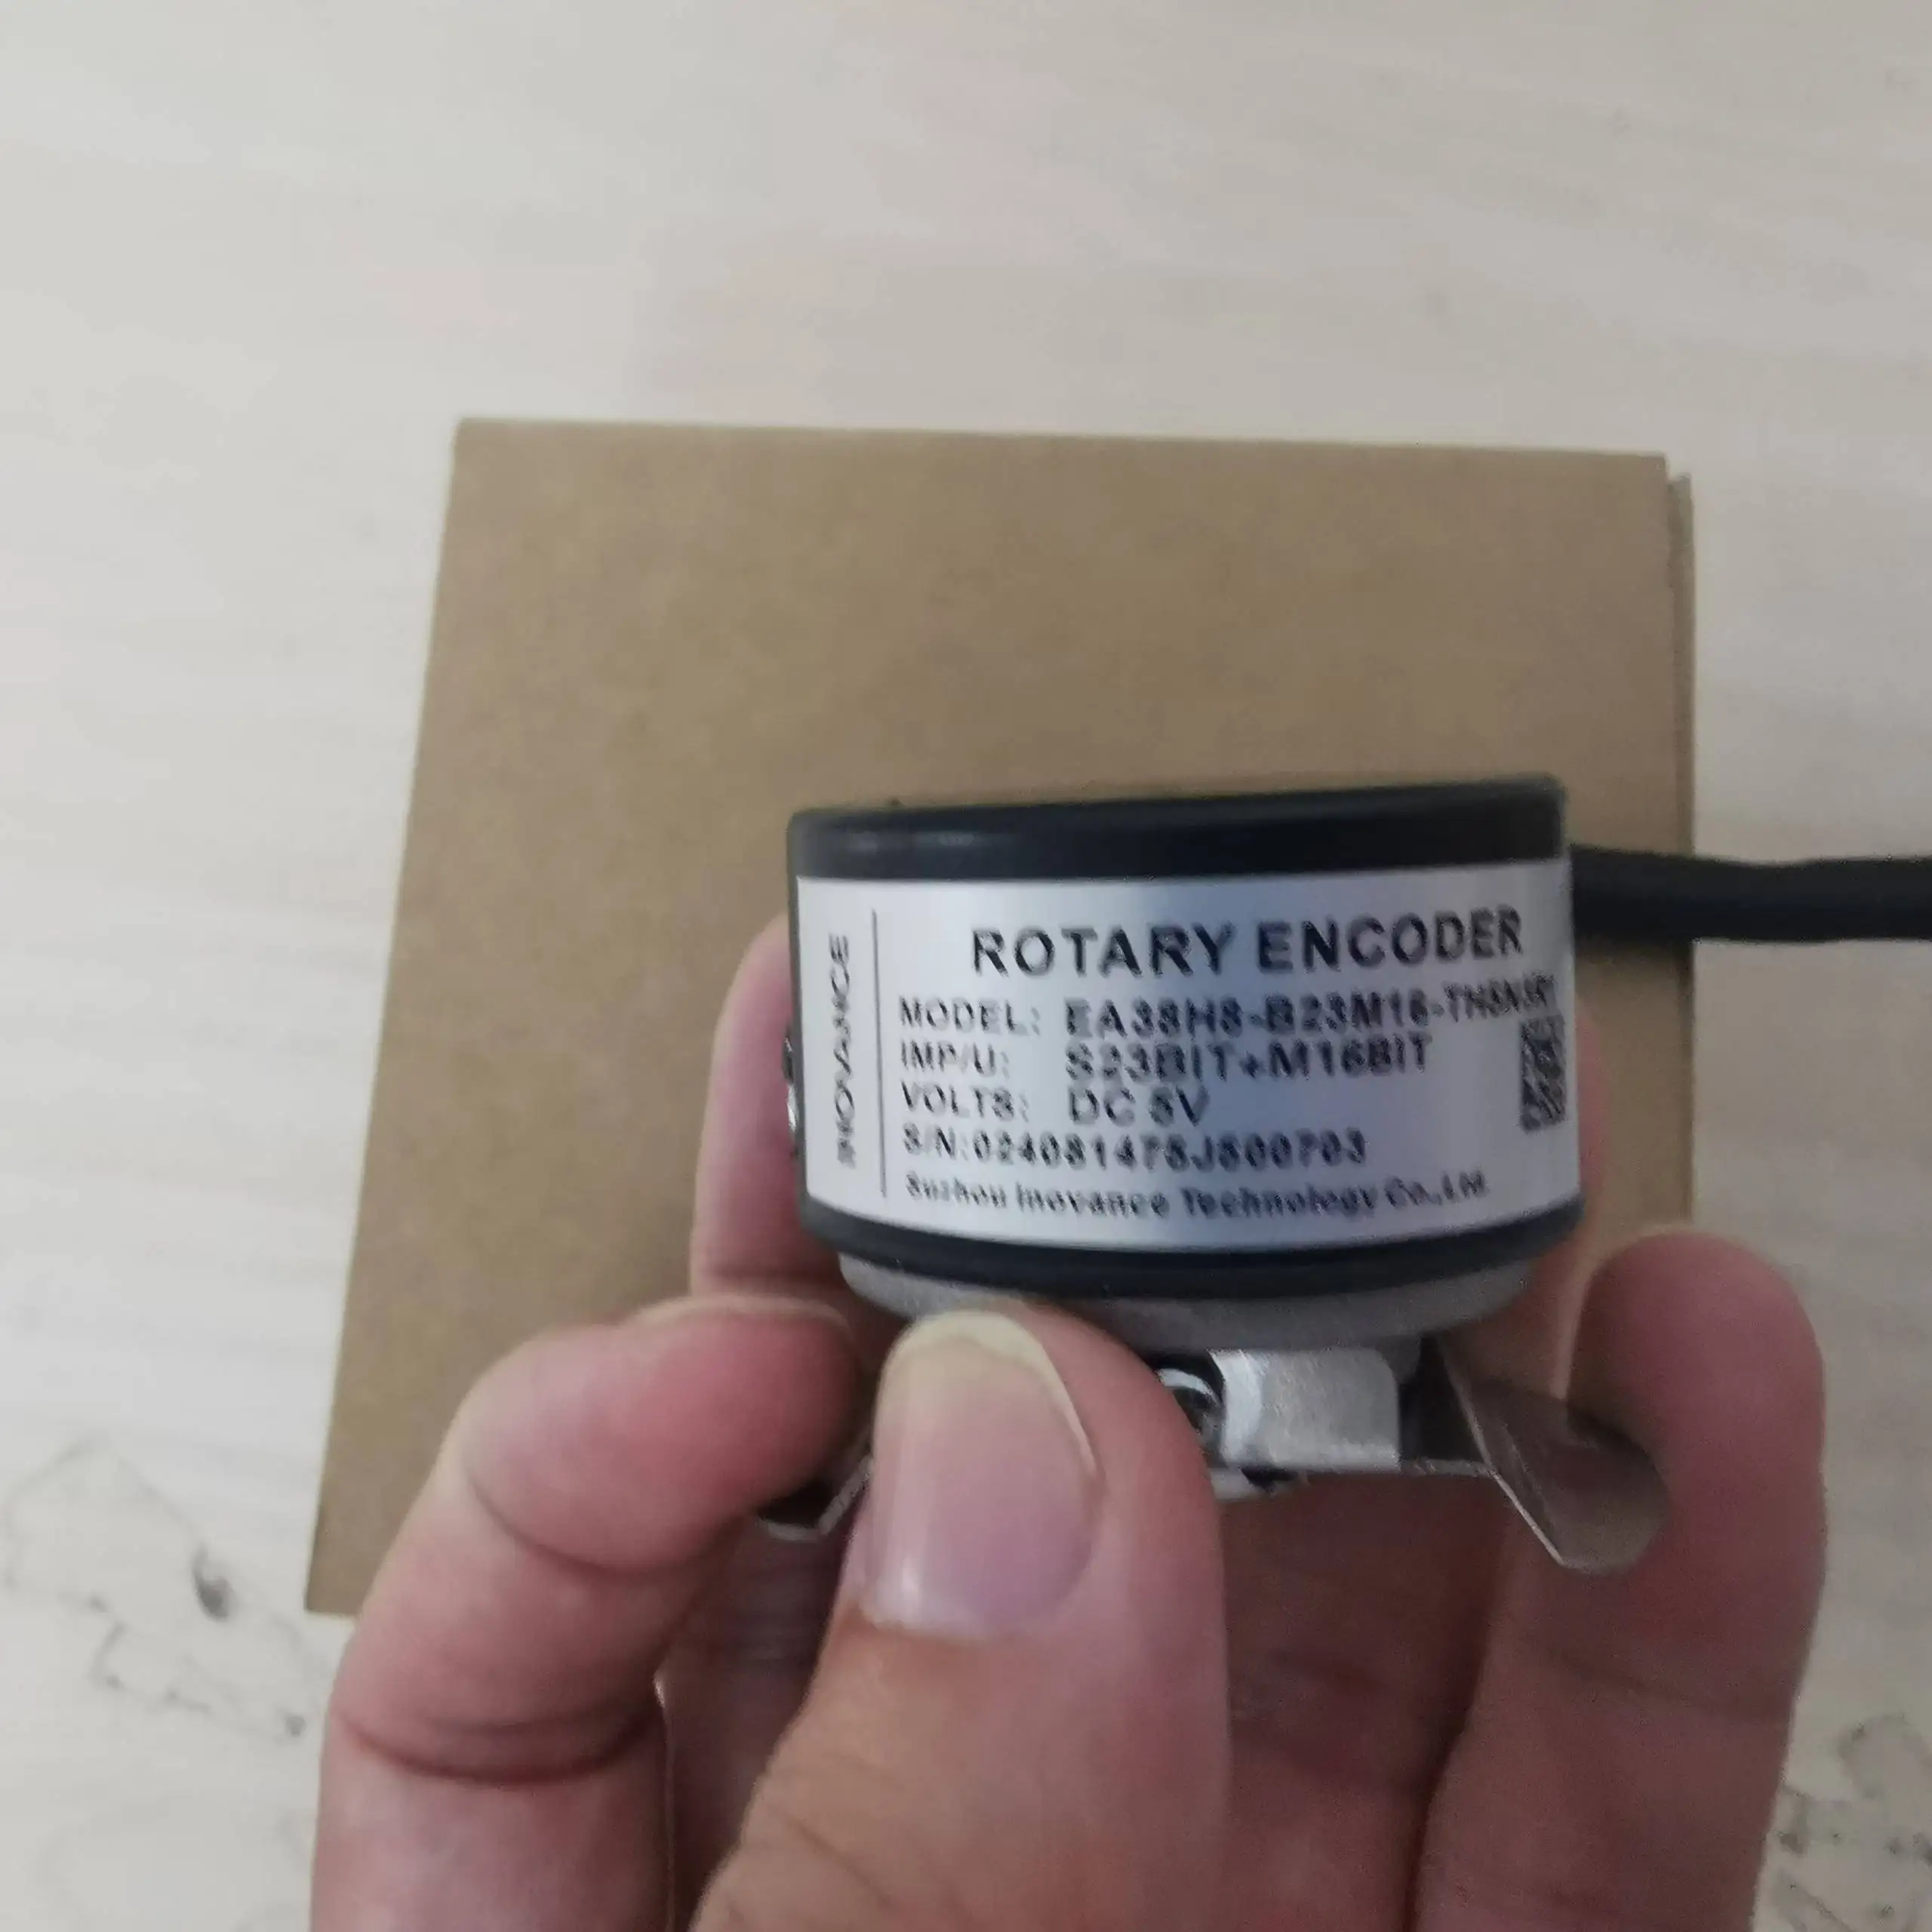 INOVANCE
ROTARY ENCODER
MODEL: EA38H8-B23M16-
IMP/U: S23BIT+M16BIT
VOLTS: DC 5V
S/N:
Suzhou Inovance Technology Co.,Ltd.